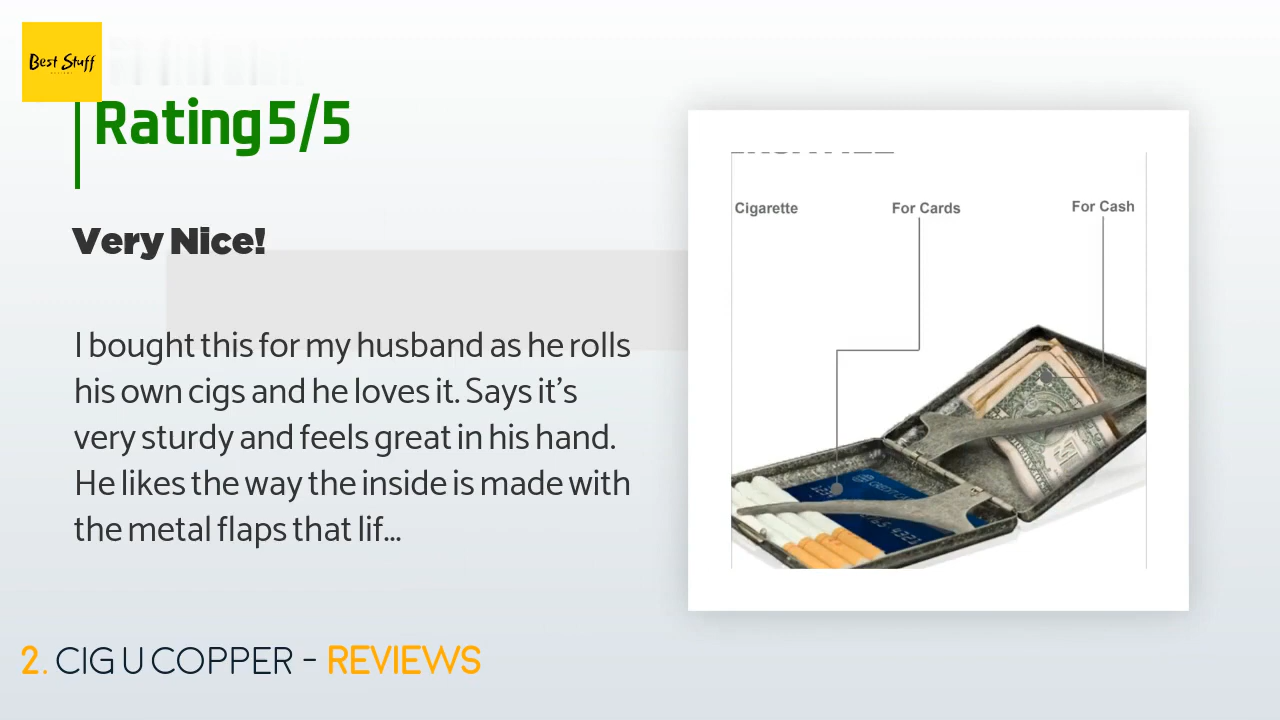 Best Stuff
Rating 5/5
Very Nice!
I bought this for my husband as he rolls
his own cigs and he loves it. Says it's
very sturdy and feels great in his hand.
He likes the way the inside is made with
the metal flaps that lif...
Cigarette
For Cards
For Cash
2. CIG U COPPER - REVIEWS